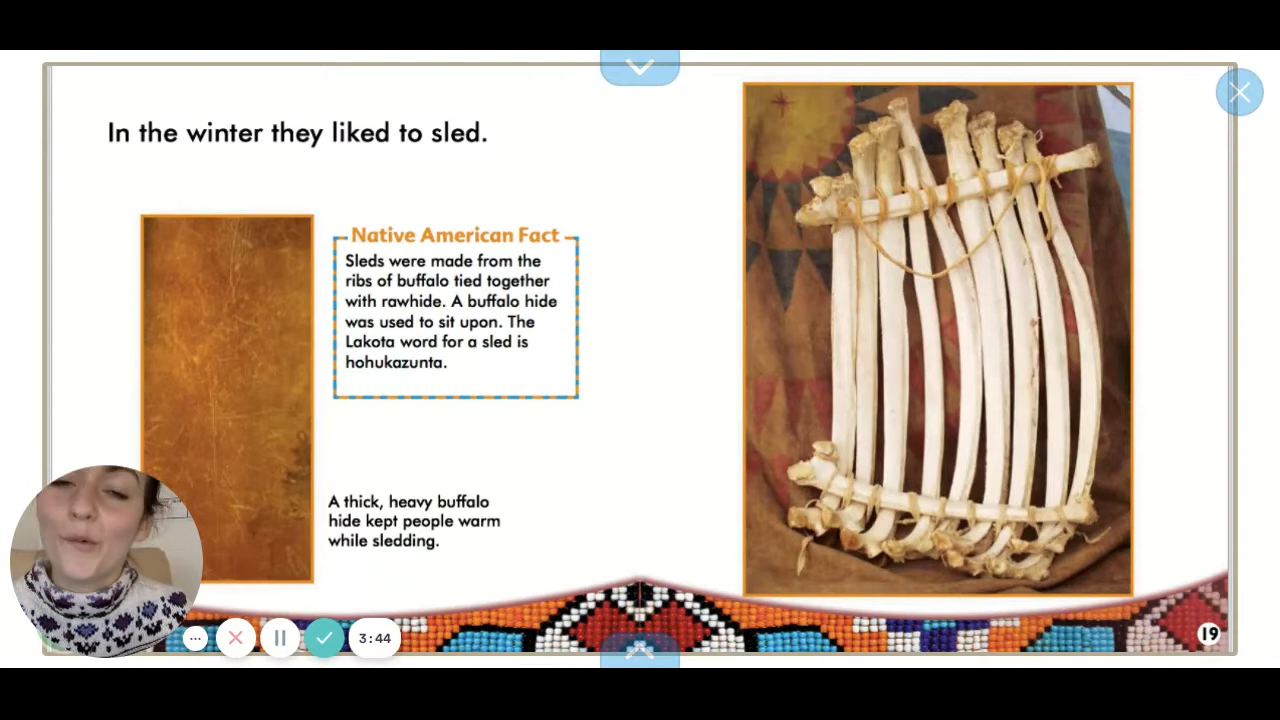 In the winter they liked to sled.
Native American Fact
Sleds were made from the
ribs of buffalo tied together
with rawhide. A buffalo hide
was used to sit upon. The
Lakota word for a sled is
hohukazunta.
A thick, heavy buffalo
hide kept people warm
while sledding.
3:44
19